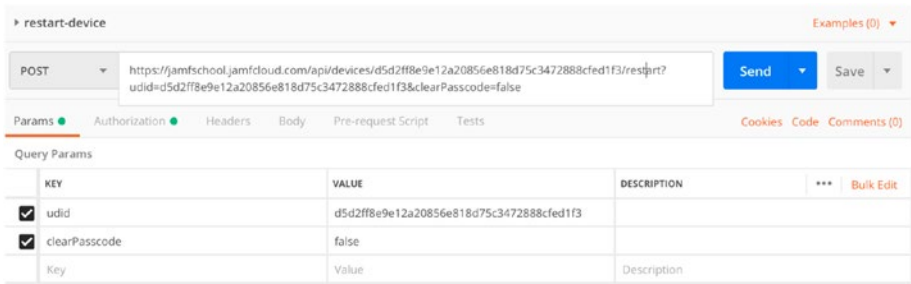 restart-device
Examples (0)
POST
https://jamfschool.jamfcloud.com/api/devices/d5d2ff8e9e12a20856e818d75c3472888cfed1f3/restart?
udid=d5d2ff8e9e12a20856e818d75c3472888cfed1f3&clearPasscode=false
Send
Save
Params Authorization Headers Body Pre-request Script Tests
Cookies Code Comments (0)
Query Params
KEY VALUE DESCRIPTION ••• Bulk Edit
udid d5d2ff8e9e12a20856e818d75c3472888cfed1f3
clearPasscode false
Key Value Description